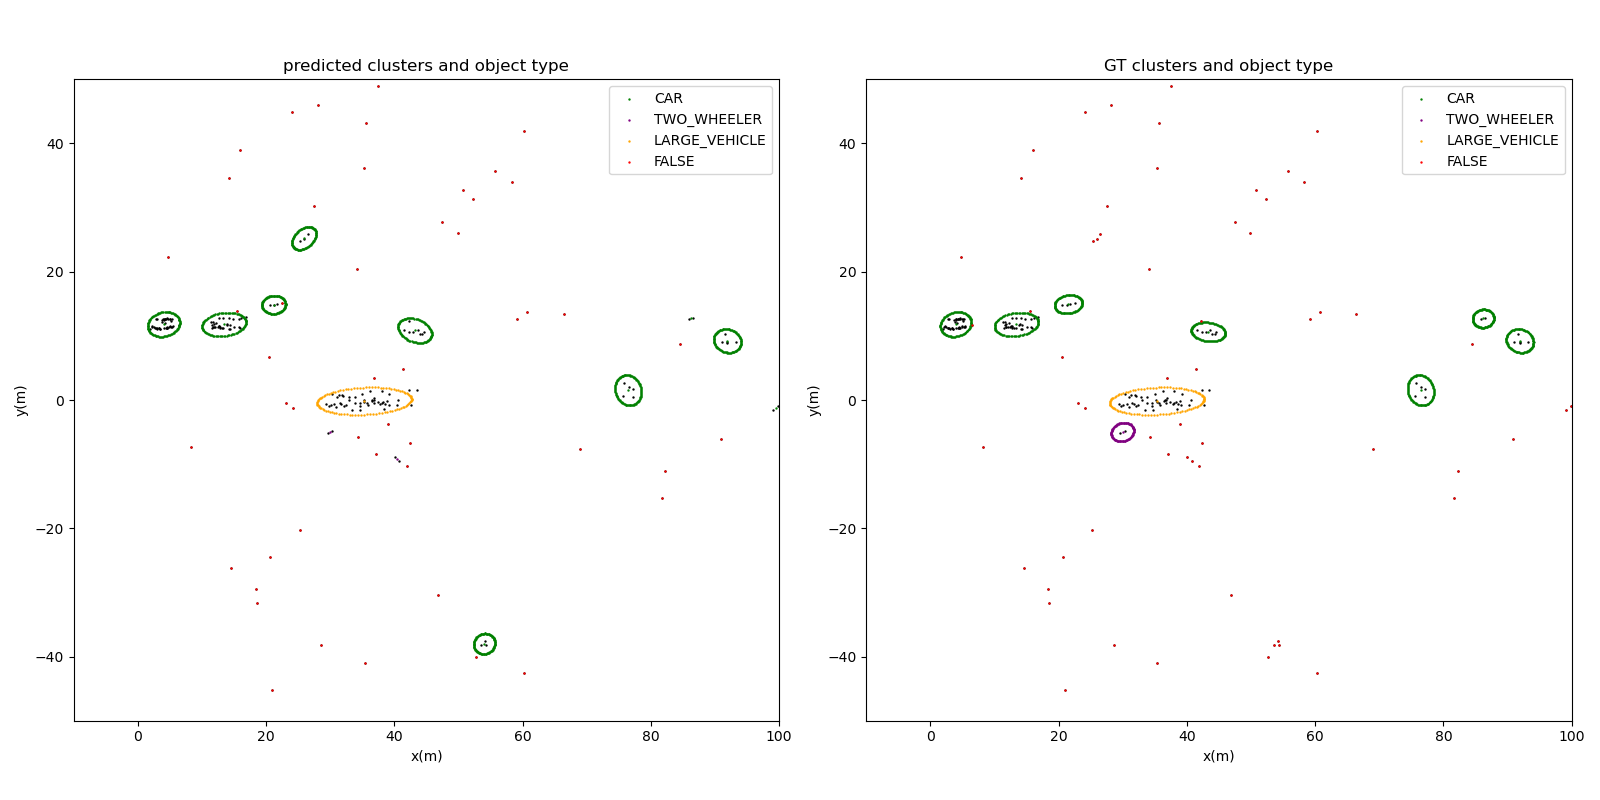 predicted clusters and object type
CAR
TWO_WHEELER
LARGE_VEHICLE
FALSE
40
20
0
−20
−40
y(m)
0
20
40
60
80
100
x(m)
GT clusters and object type
CAR
TWO_WHEELER
LARGE_VEHICLE
FALSE
40
20
0
−20
−40
y(m)
0
20
40
60
80
100
x(m)